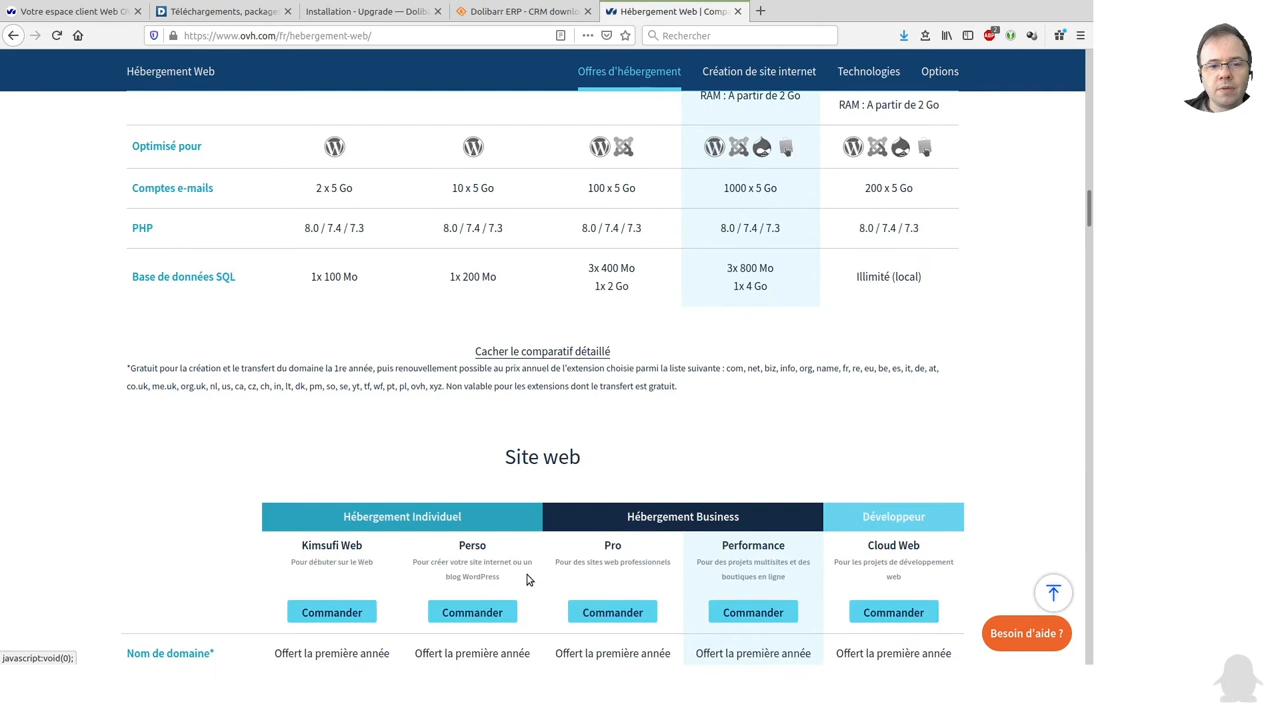 Votre espace client Web O
Téléchargements, package
Installation - Upgrade — Dolib
Dolibarr ERP - CRM downlo
Hébergement Web | Comp
https://www.ovh.com/fr/hebergement-web/
Rechercher
Hébergement Web
Offres d'hébergement
Création de site internet
Technologies
Options
RAM : A partir de 2 Go
RAM : A partir de 2 Go
Optimisé pour
Comptes e-mails
2 x 5 Go
10 x 5 Go
100 x 5 Go
1000 x 5 Go
200 x 5 Go
PHP
8.0 / 7.4 / 7.3
8.0 / 7.4 / 7.3
8.0 / 7.4 / 7.3
8.0 / 7.4 / 7.3
8.0 / 7.4 / 7.3
Base de données SQL
1x 100 Mo
1x 200 Mo
3x 400 Mo
1x 2 Go
3x 800 Mo
1x 4 Go
Illimité (local)
Cacher le comparatif détaillé
*Gratuit pour la création et le transfert du domaine la 1re année, puis renouvellement possible au prix annuel de l'extension choisie parmi la liste suivante : com, net, biz, info, org, name, fr, re, eu, be, es, it, de, at,
co.uk, me.uk, org.uk, nl, us, ca, cz, ch, in, lt, dk, pm, so, se, yt, tf, wf, pt, pl, ovh, xyz. Non valable pour les extensions dont le transfert est gratuit.
Site web
Hébergement Individuel
Hébergement Business
Développeur
Kimsufi Web
Pour débuter sur le Web
Perso
Pour créer votre site internet ou un
blog WordPress
Pro
Pour des sites web professionnels
Performance
Pour des projets multisites et des
boutiques en ligne
Cloud Web
Pour les projets de développement
web
Commander
Commander
Commander
Commander
Commander
Besoin d'aide ?
Nom de domaine*
Offert la première année
Offert la première année
Offert la première année
Offert la première année
Offert la première année
javascript:void(0);